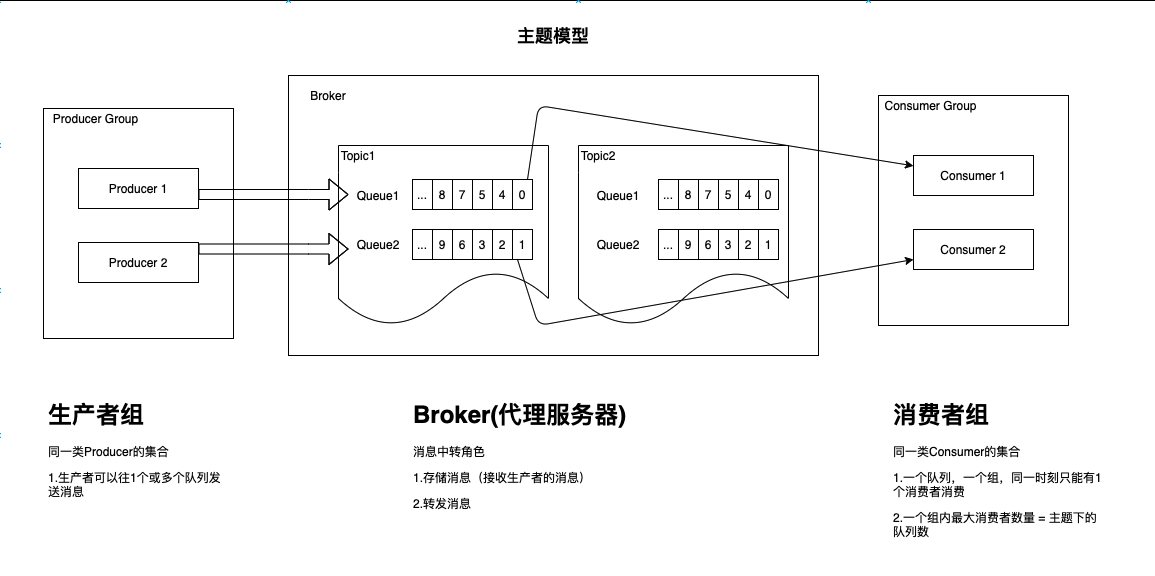 主题模型
Producer Group
Producer 1
Producer 2
Broker
Topic1
Queue1 ... 8 7 5 4 0
Queue2 ... 9 6 3 2 1
Topic2
Queue1 ... 8 7 5 4 0
Queue2 ... 9 6 3 2 1
Consumer Group
Consumer 1
Consumer 2
生产者组
同一类Producer的集合
1.生产者可以往1个或多个队列发
送消息
Broker(代理服务器)
消息中转角色
1.存储消息（接收生产者的消息）
2.转发消息
消费者组
同一类Consumer的集合
1.一个队列，一个组，同一时刻只能有1
个消费者消费
2.一个组内最大消费者数量 = 主题下的
队列数